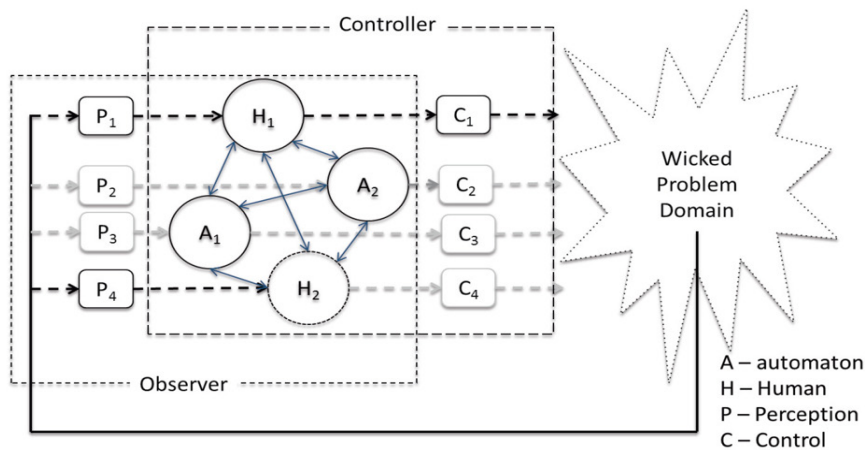 Controller
P₁
H₁
C₁
P₂
A₂
C₂
P₃
A₁
C₃
P₄
H₂
C₄
Wicked
Problem
Domain
Observer
A – automaton
H – Human
P – Perception
C – Control